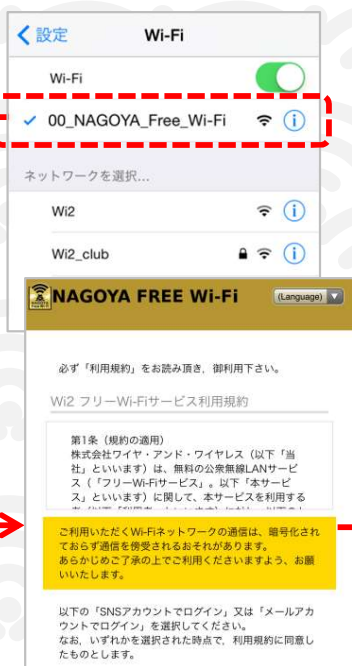 設定
Wi-Fi
Wi-Fi
00_NAGOYA_Free_Wi-Fi
ネットワークを選択...
Wi2
Wi2_club
NAGOYA FREE Wi-Fi
(Language)
必ず「利用規約」をお読み頂き, 御利用下さい。
Wi2 フリーWi-Fiサービス利用規約
第1条（規約の適用）
株式会社ワイヤ・アンド・ワイヤレス（以下「当
社」といいます）は、無料の公衆無線LANサービ
ス（「フリーWi-Fiサービス」。以下「本サービ
ス」といいます）に関して、本サービスを利用する
ご利用いただくWi-Fiネットワークの通信は、暗号化され
ておらず通信を傍受されるおそれがあります。
あらかじめご了承の上でご利用くださいますよう、お願
いいたします。
以下の「SNSアカウントでログイン」又は「メールアカ
ウントでログイン」を選択してください。
なお、いずれかを選択された時点で、利用規約に同意し
たものとします。